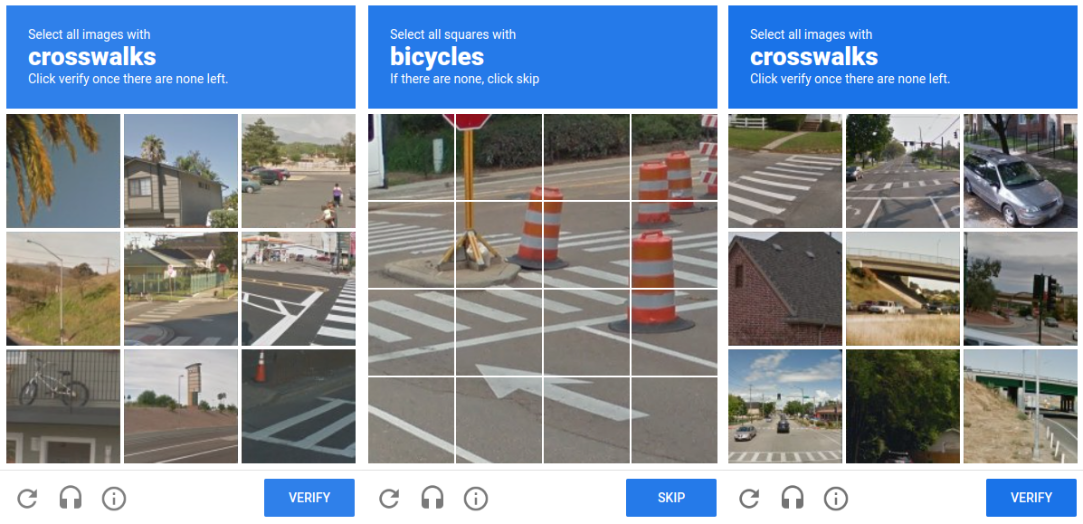 Select all images with
crosswalks
Click verify once there are none left.
VERIFY
Select all squares with
bicycles
If there are none, click skip
SKIP
Select all images with
crosswalks
Click verify once there are none left.
VERIFY